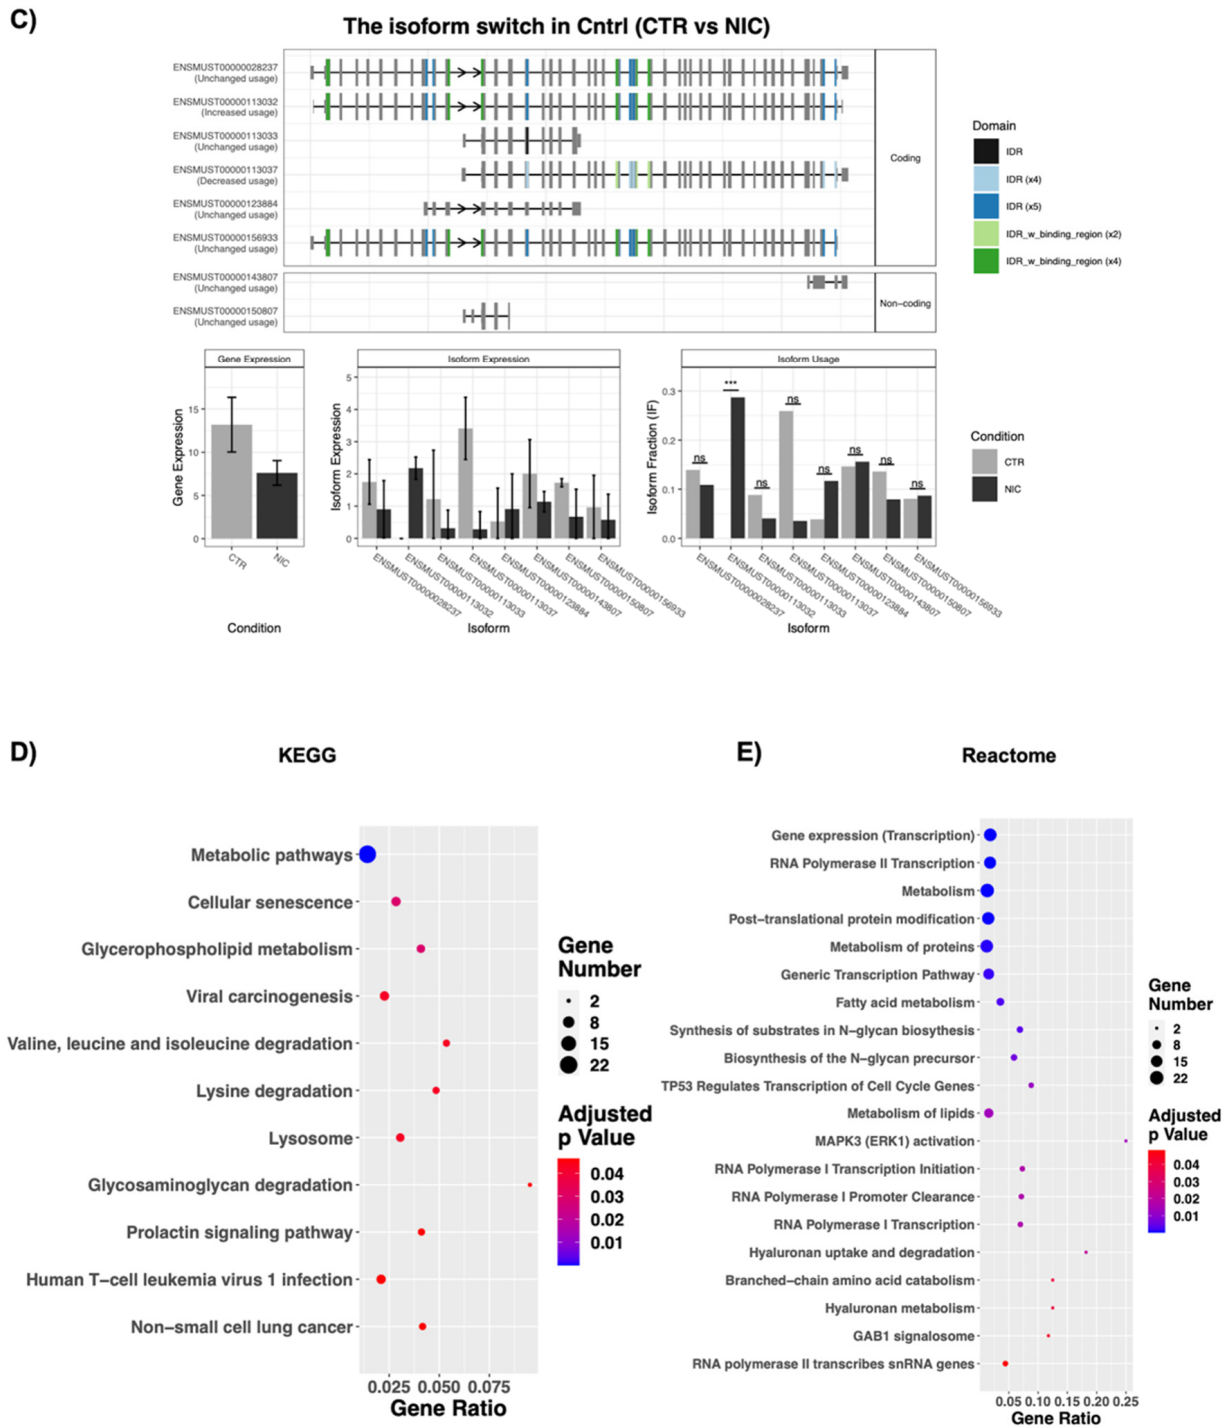 C)
The isoform switch in Cntrl (CTR vs NIC)
ENSMUST00000028237
(Unchanged usage)
ENSMUST00000113032
(Increased usage)
ENSMUST00000113033
(Unchanged usage)
ENSMUST00000113037
(Decreased usage)
ENSMUST00000123884
(Unchanged usage)
ENSMUST00000156933
(Unchanged usage)
Coding
ENSMUST00000143807
(Unchanged usage)
ENSMUST00000150807
(Unchanged usage)
Non-coding
Domain
IDR
IDR (x4)
IDR (x5)
IDR_w_binding_region (x2)
IDR_w_binding_region (x4)
Gene Expression
Gene Expression
15
10
5
0
CTR
NIC
Condition
Isoform Expression
Isoform Expression
5
4
3
2
1
0
ENSMUST00000028237
ENSMUST00000113032
ENSMUST00000113033
ENSMUST00000113037
ENSMUST00000123884
ENSMUST00000143807
ENSMUST00000150807
ENSMUST00000156933
Isoform
Isoform Usage
Isoform Fraction (IF)
0.3
0.2
0.1
0.0
ns
***
ns
ns
ns
ns
ns
ns
ENSMUST00000028237
ENSMUST00000113032
ENSMUST00000113033
ENSMUST00000113037
ENSMUST00000123884
ENSMUST00000143807
ENSMUST00000150807
ENSMUST00000156933
Isoform
Condition
CTR
NIC
D)
KEGG
Metabolic pathways
Cellular senescence
Glycerophospholipid metabolism
Viral carcinogenesis
Valine, leucine and isoleucine degradation
Lysine degradation
Lysosome
Glycosaminoglycan degradation
Prolactin signaling pathway
Human T-cell leukemia virus 1 infection
Non-small cell lung cancer
0.025 0.050 0.075
Gene Ratio
Gene
Number
2
8
15
22
Adjusted
p Value
0.04
0.03
0.02
0.01
E)
Reactome
Gene expression (Transcription)
RNA Polymerase II Transcription
Metabolism
Post-translational protein modification
Metabolism of proteins
Generic Transcription Pathway
Fatty acid metabolism
Synthesis of substrates in N-glycan biosythesis
Biosynthesis of the N-glycan precursor
TP53 Regulates Transcription of Cell Cycle Genes
Metabolism of lipids
MAPK3 (ERK1) activation
RNA Polymerase I Transcription Initiation
RNA Polymerase I Promoter Clearance
RNA Polymerase I Transcription
Hyaluronan uptake and degradation
Branched-chain amino acid catabolism
Hyaluronan metabolism
GAB1 signalosome
RNA polymerase II transcribes snRNA genes
0.05 0.10 0.15 0.20 0.25
Gene Ratio
Gene
Number
2
8
15
22
Adjusted
p Value
0.04
0.03
0.02
0.01